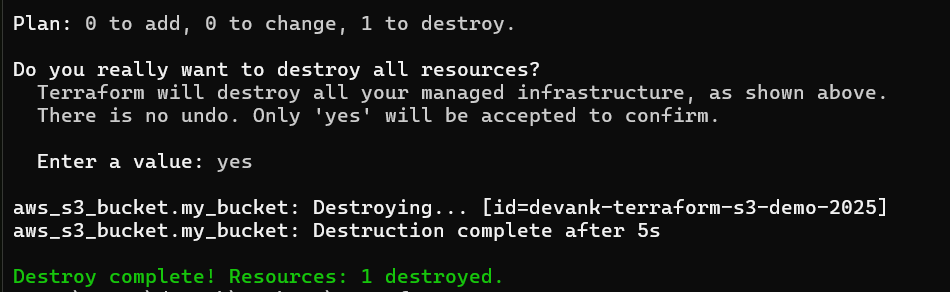 Plan: 0 to add, 0 to change, 1 to destroy.
Do you really want to destroy all resources?
Terraform will destroy all your managed infrastructure, as shown above.
There is no undo. Only 'yes' will be accepted to confirm.
Enter a value: yes
aws_s3_bucket.my_bucket: Destroying... [id=devank-terraform-s3-demo-2025]
aws_s3_bucket.my_bucket: Destruction complete after 5s
Destroy complete! Resources: 1 destroyed.